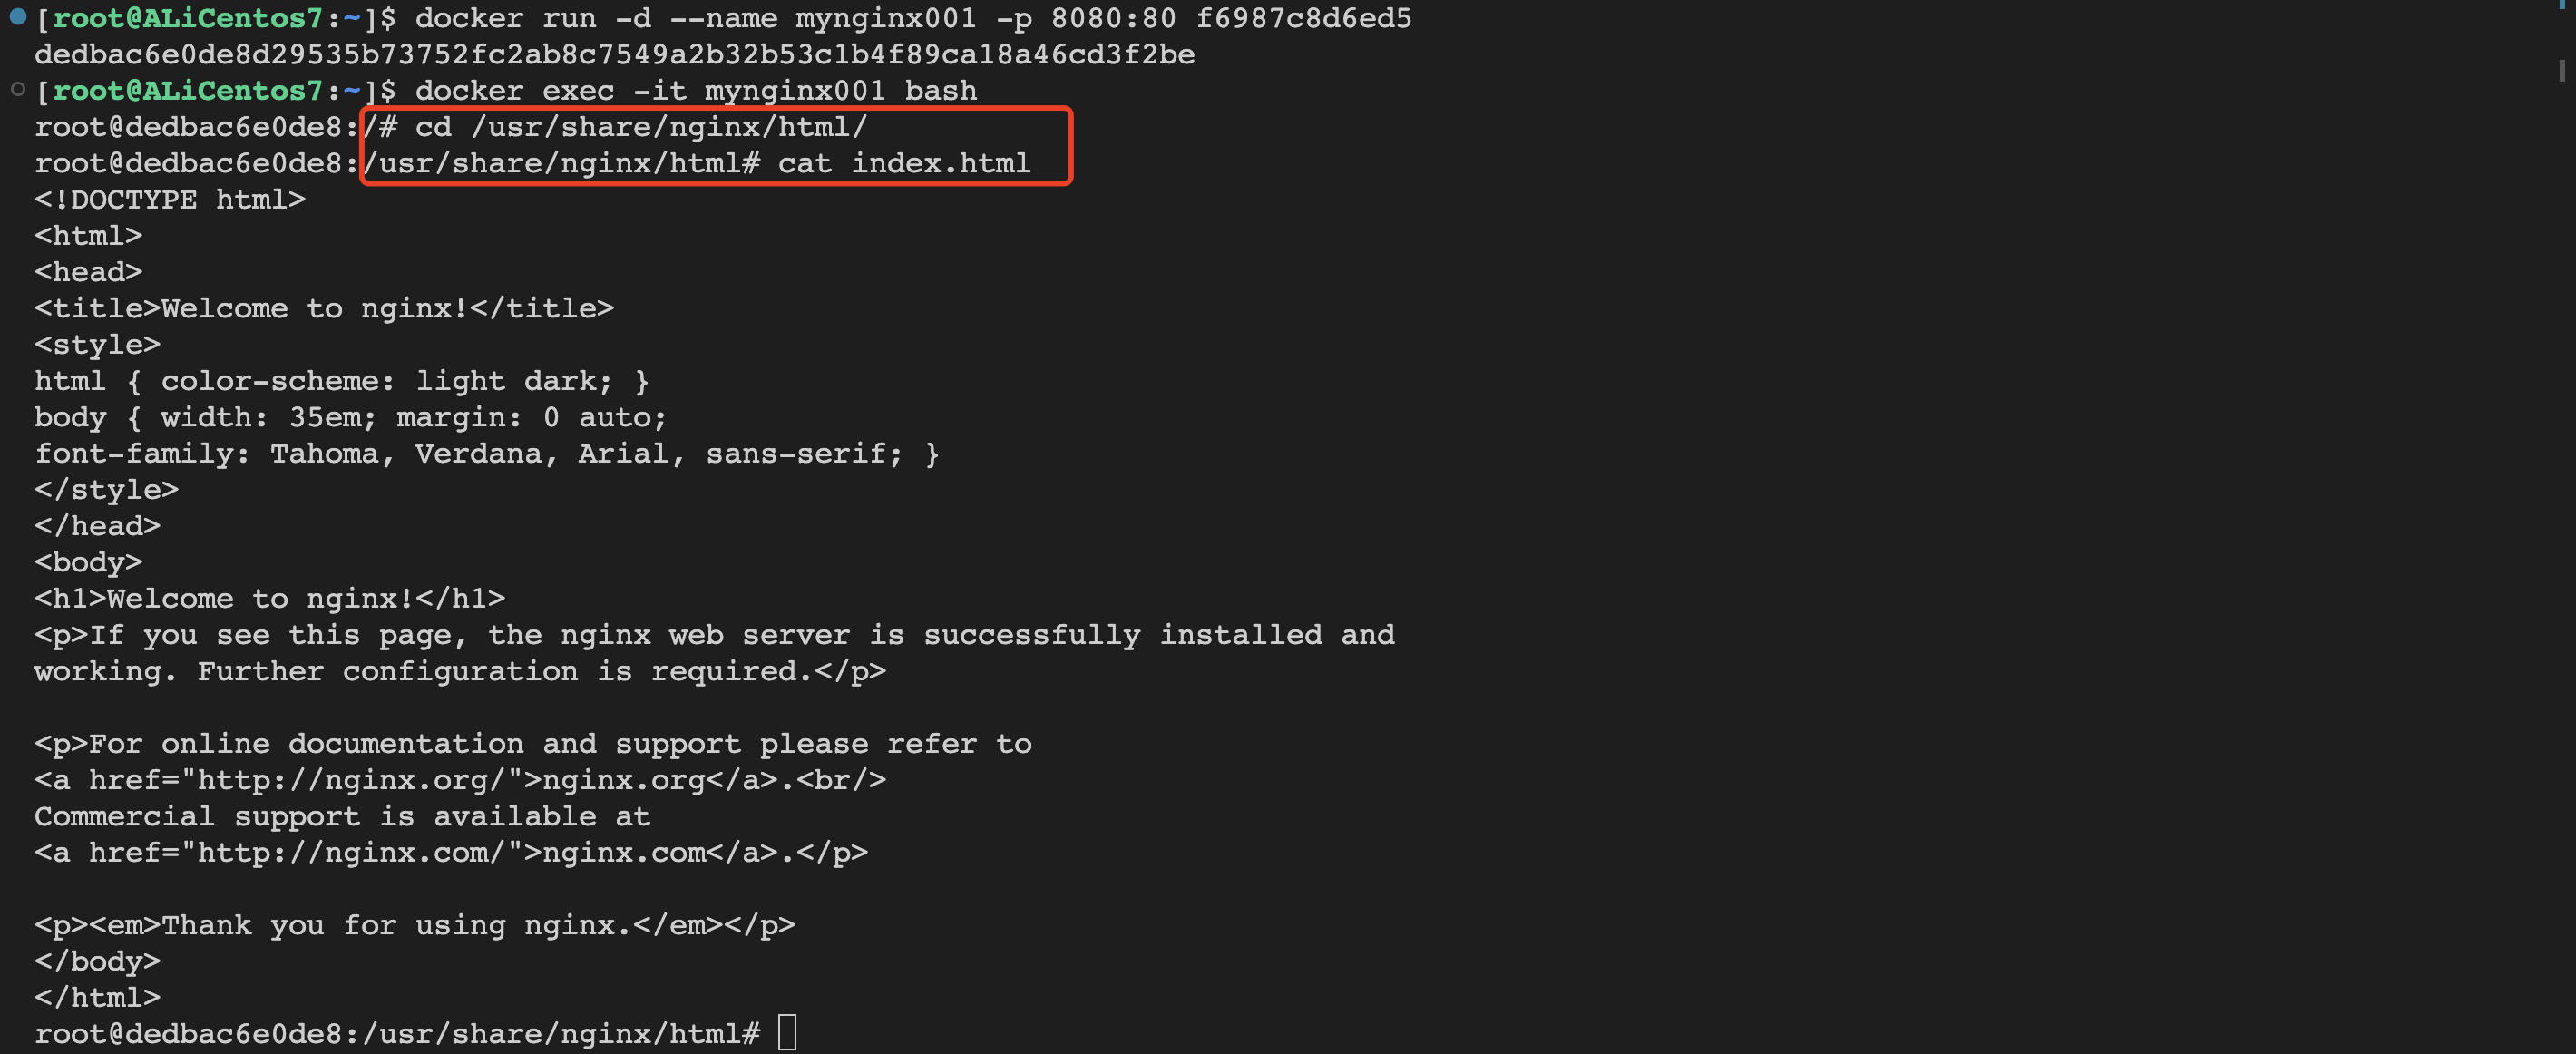 [root@ALiCentos7:~]$ docker run -d --name mynginx001 -p 8080:80 f6987c8d6ed5
dedbac6e0de8d29535b73752fc2ab8c7549a2b32b53c1b4f89ca18a46cd3f2be
[root@ALiCentos7:~]$ docker exec -it mynginx001 bash
root@dedbac6e0de8:/# cd /usr/share/nginx/html/
root@dedbac6e0de8:/usr/share/nginx/html# cat index.html
<!DOCTYPE html>
<html>
<head>
<title>Welcome to nginx!</title>
<style>
html { color-scheme: light dark; }
body { width: 35em; margin: 0 auto;
font-family: Tahoma, Verdana, Arial, sans-serif; }
</style>
</head>
<body>
<h1>Welcome to nginx!</h1>
<p>If you see this page, the nginx web server is successfully installed and
working. Further configuration is required.</p>
<p>For online documentation and support please refer to
<a href="http://nginx.org/">nginx.org</a>.<br/>
Commercial support is available at
<a href="http://nginx.com/">nginx.com</a>.</p>
<p><em>Thank you for using nginx.</em></p>
</body>
</html>
root@dedbac6e0de8:/usr/share/nginx/html#